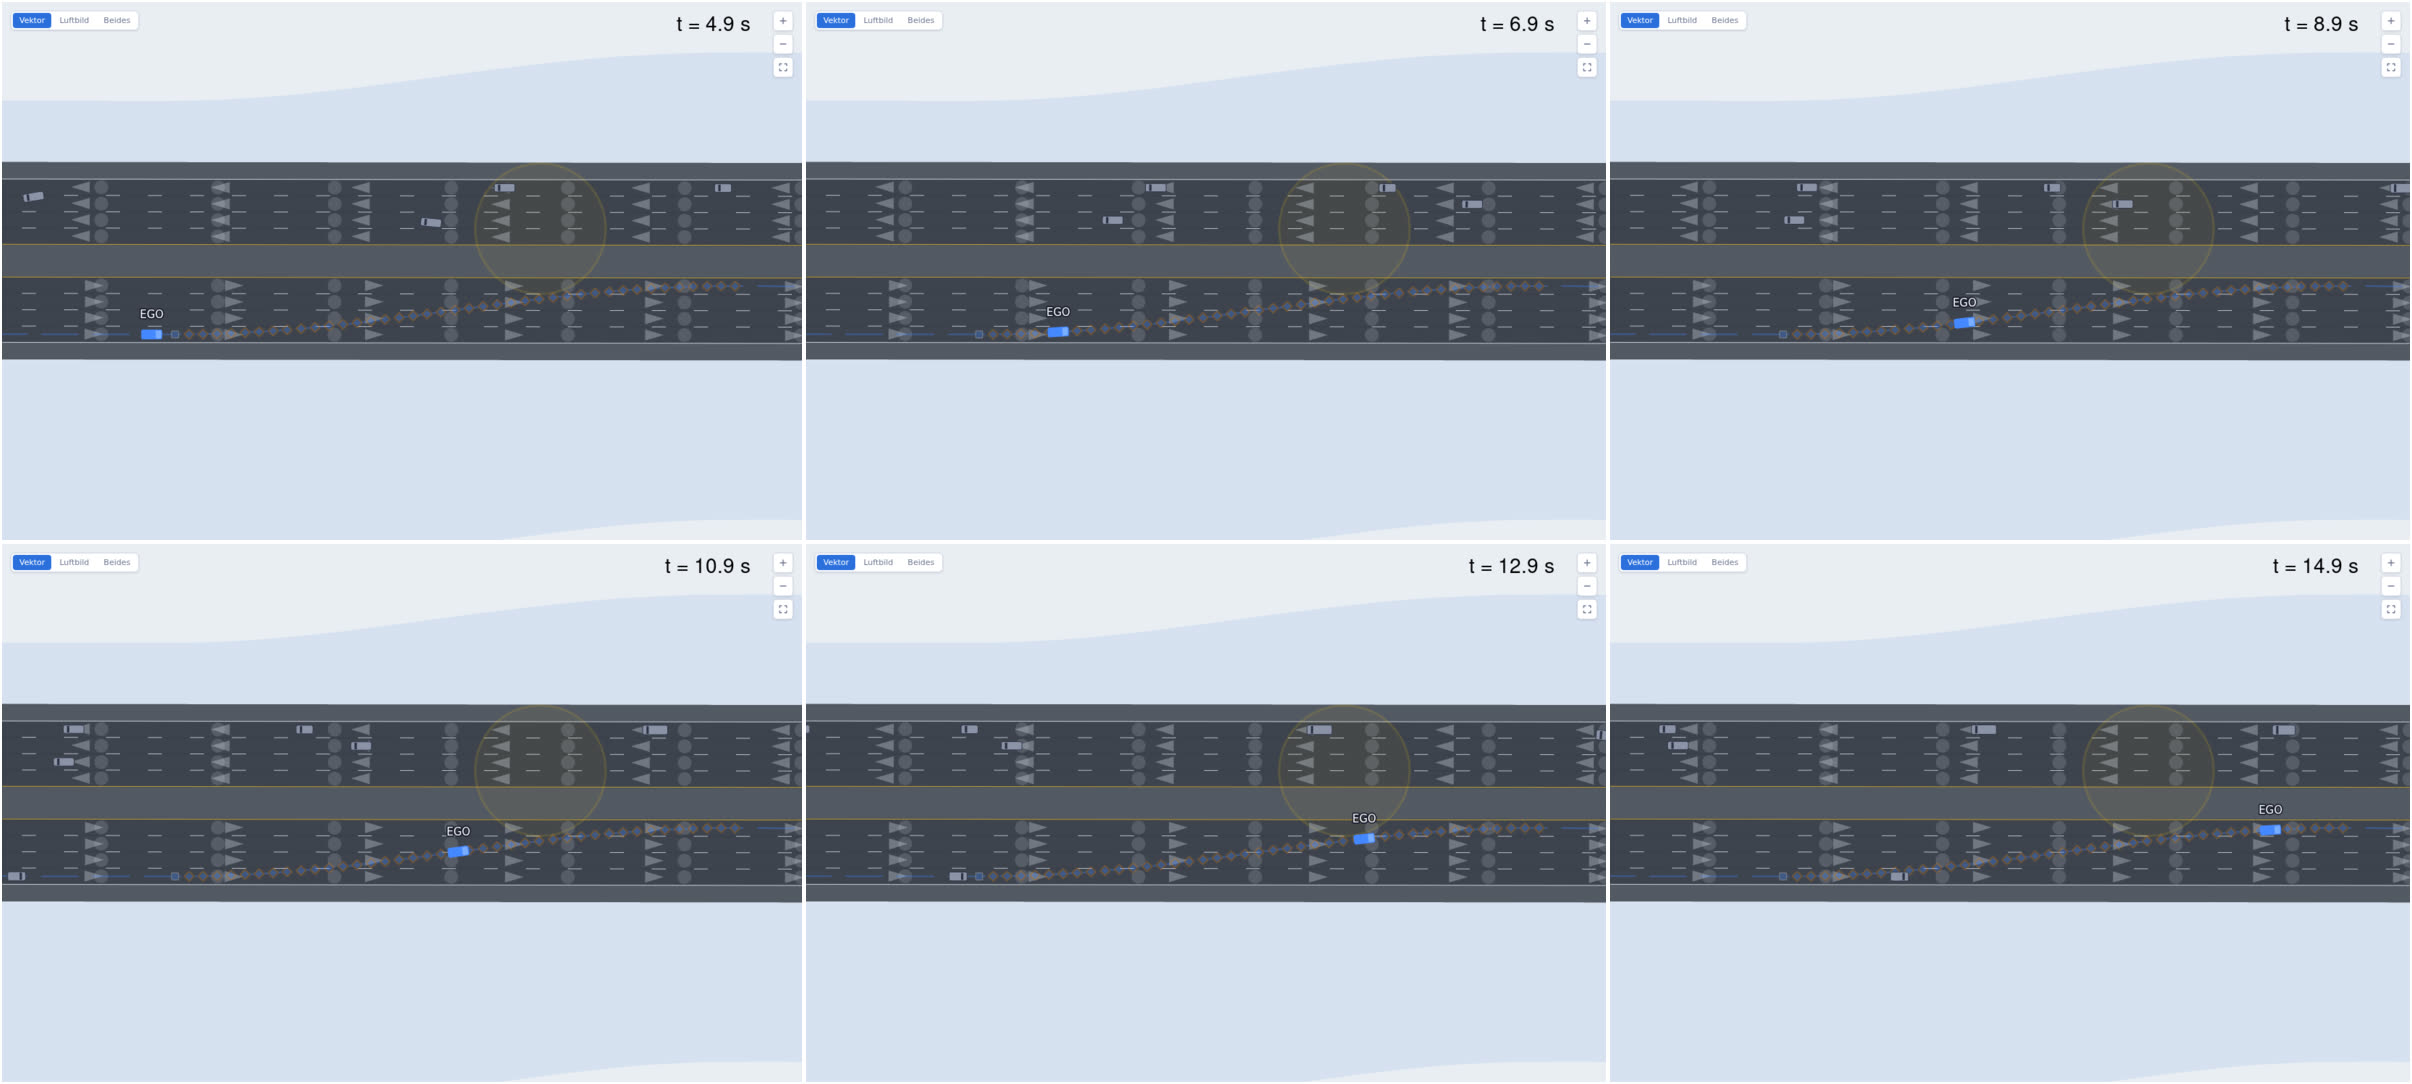 Vektor Luftbild Beides t = 4.9 s +
−
EGO
Vektor Luftbild Beides t = 6.9 s +
−
EGO
Vektor Luftbild Beides t = 8.9 s +
−
EGO
Vektor Luftbild Beides t = 10.9 s +
−
EGO
Vektor Luftbild Beides t = 12.9 s +
−
EGO
Vektor Luftbild Beides t = 14.9 s +
−
EGO